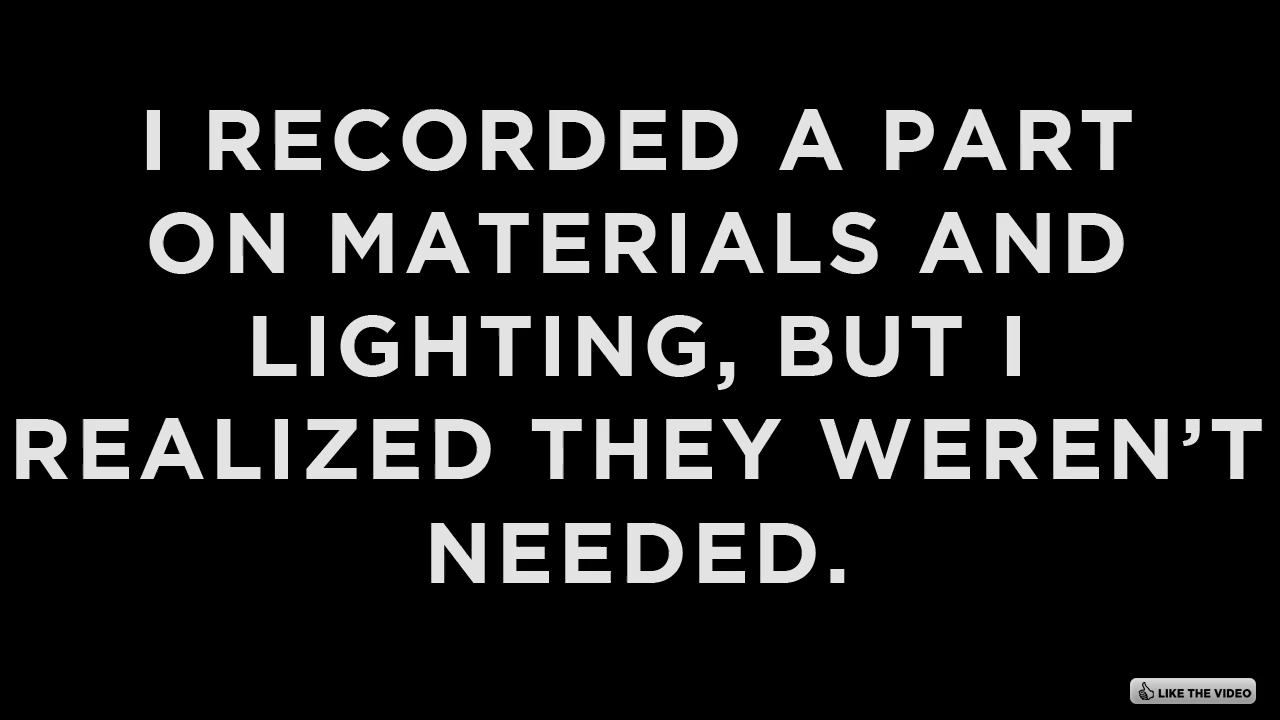 I RECORDED A PART
ON MATERIALS AND
LIGHTING, BUT I
REALIZED THEY WEREN’T
NEEDED.
LIKE THE VIDEO